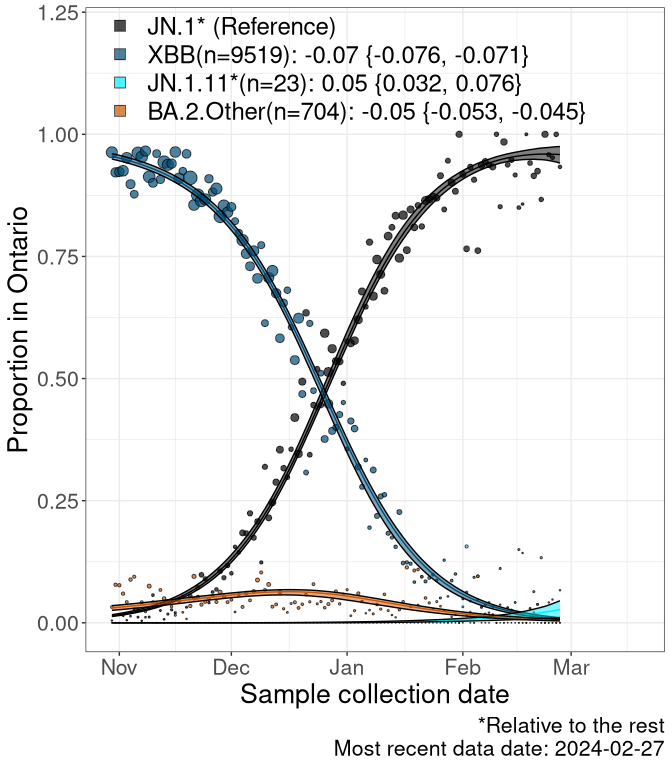 1.25
JN.1* (Reference)
XBB(n=9519): -0.07 {-0.076, -0.071}
JN.1.11*(n=23): 0.05 {0.032, 0.076}
BA.2.Other(n=704): -0.05 {-0.053, -0.045}
1.00
0.75
0.50
0.25
0.00
Proportion in Ontario
Nov Dec Jan Feb Mar
Sample collection date
*Relative to the rest
Most recent data date: 2024-02-27